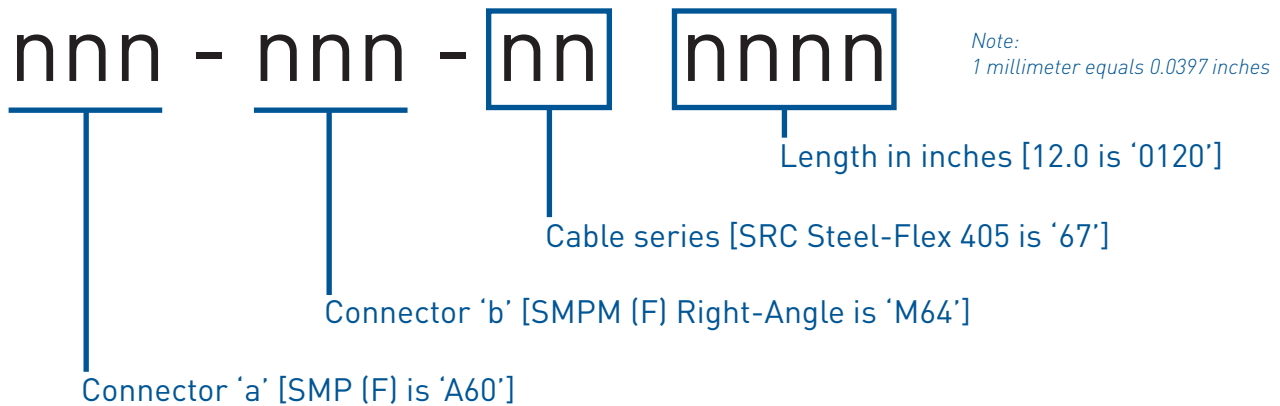 nnn - nnn - nn nnnn
Note:
1 millimeter equals 0.0397 inches
Length in inches [12.0 is ‘0120’]
Cable series [SRC Steel-Flex 405 is ‘67’]
Connector ‘b’ [SMPM (F) Right-Angle is ‘M64’]
Connector ‘a’ [SMP (F) is ‘A60’]